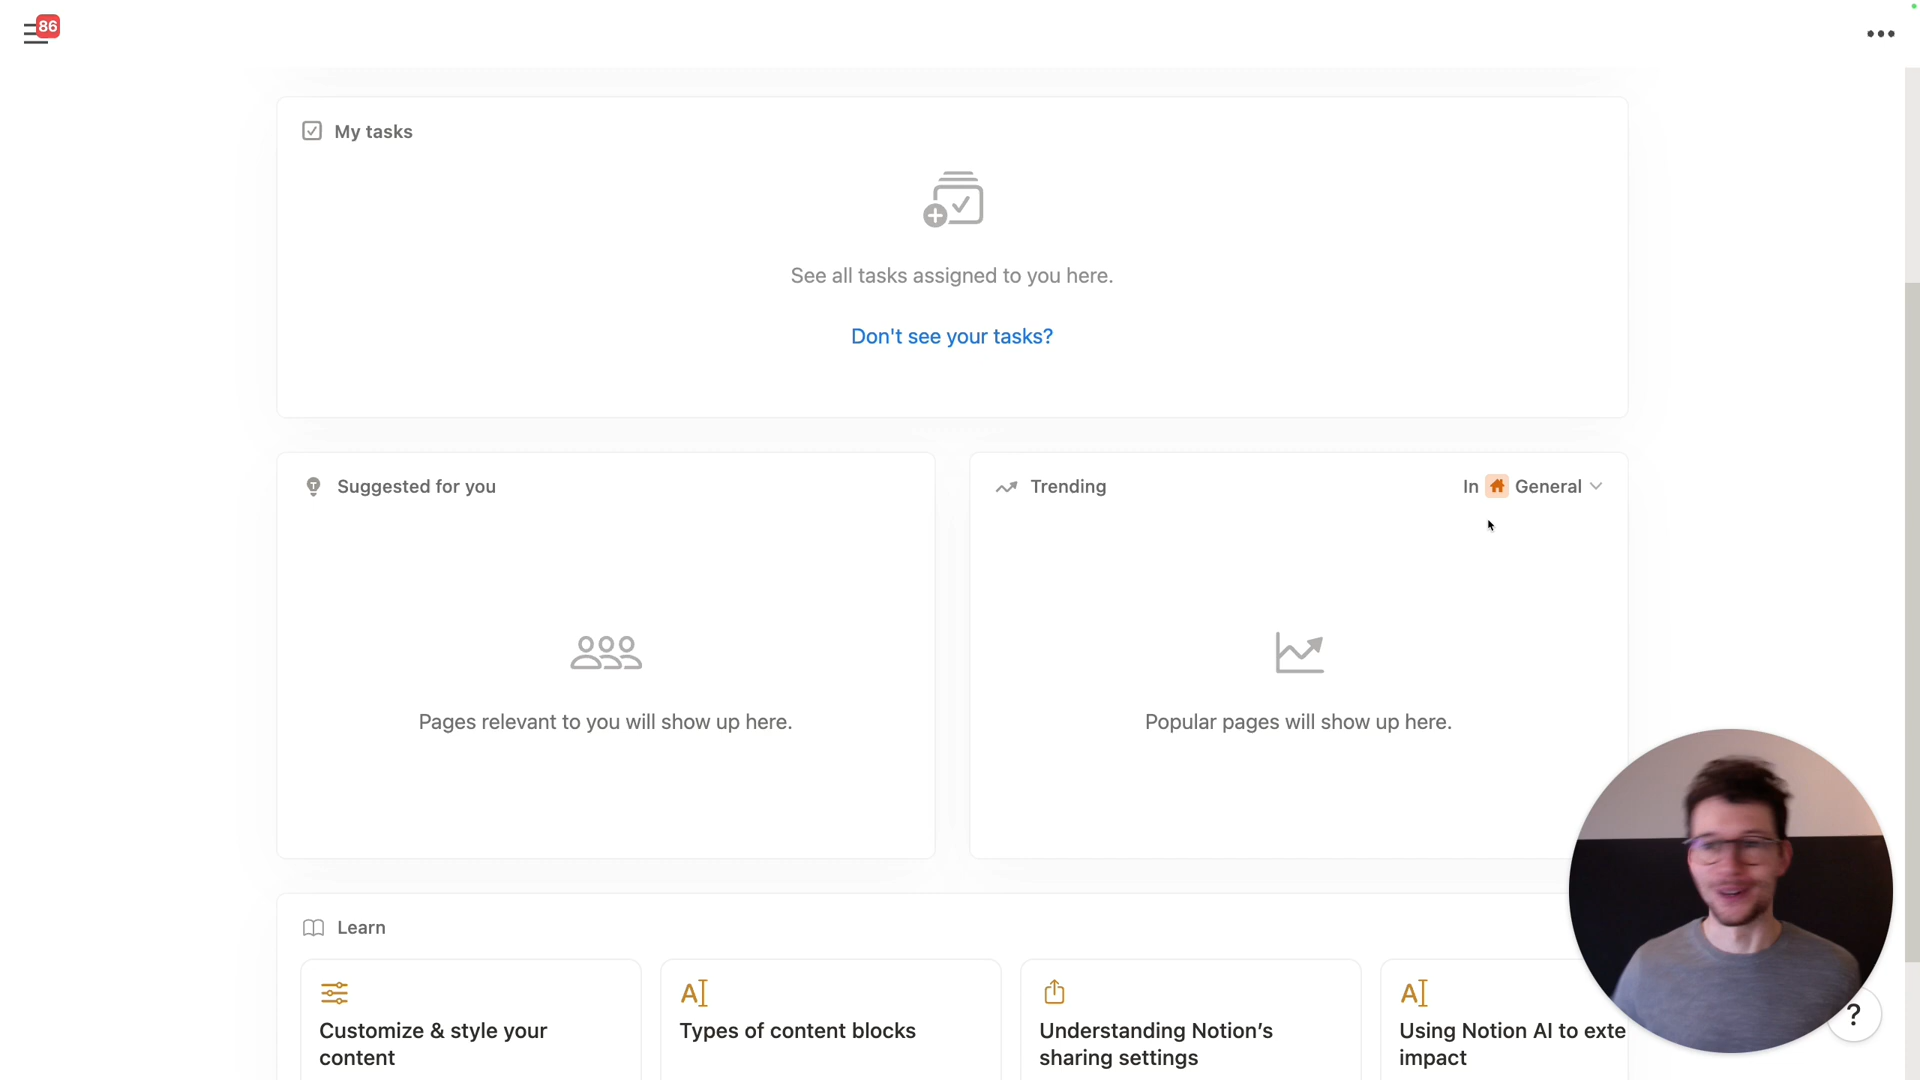 86
My tasks
See all tasks assigned to you here.
Don't see your tasks?
Suggested for you
Trending
In General
Pages relevant to you will show up here.
Popular pages will show up here.
Learn
Customize & style your
content
Types of content blocks
Understanding Notion's
sharing settings
Using Notion AI to exte
impact
?